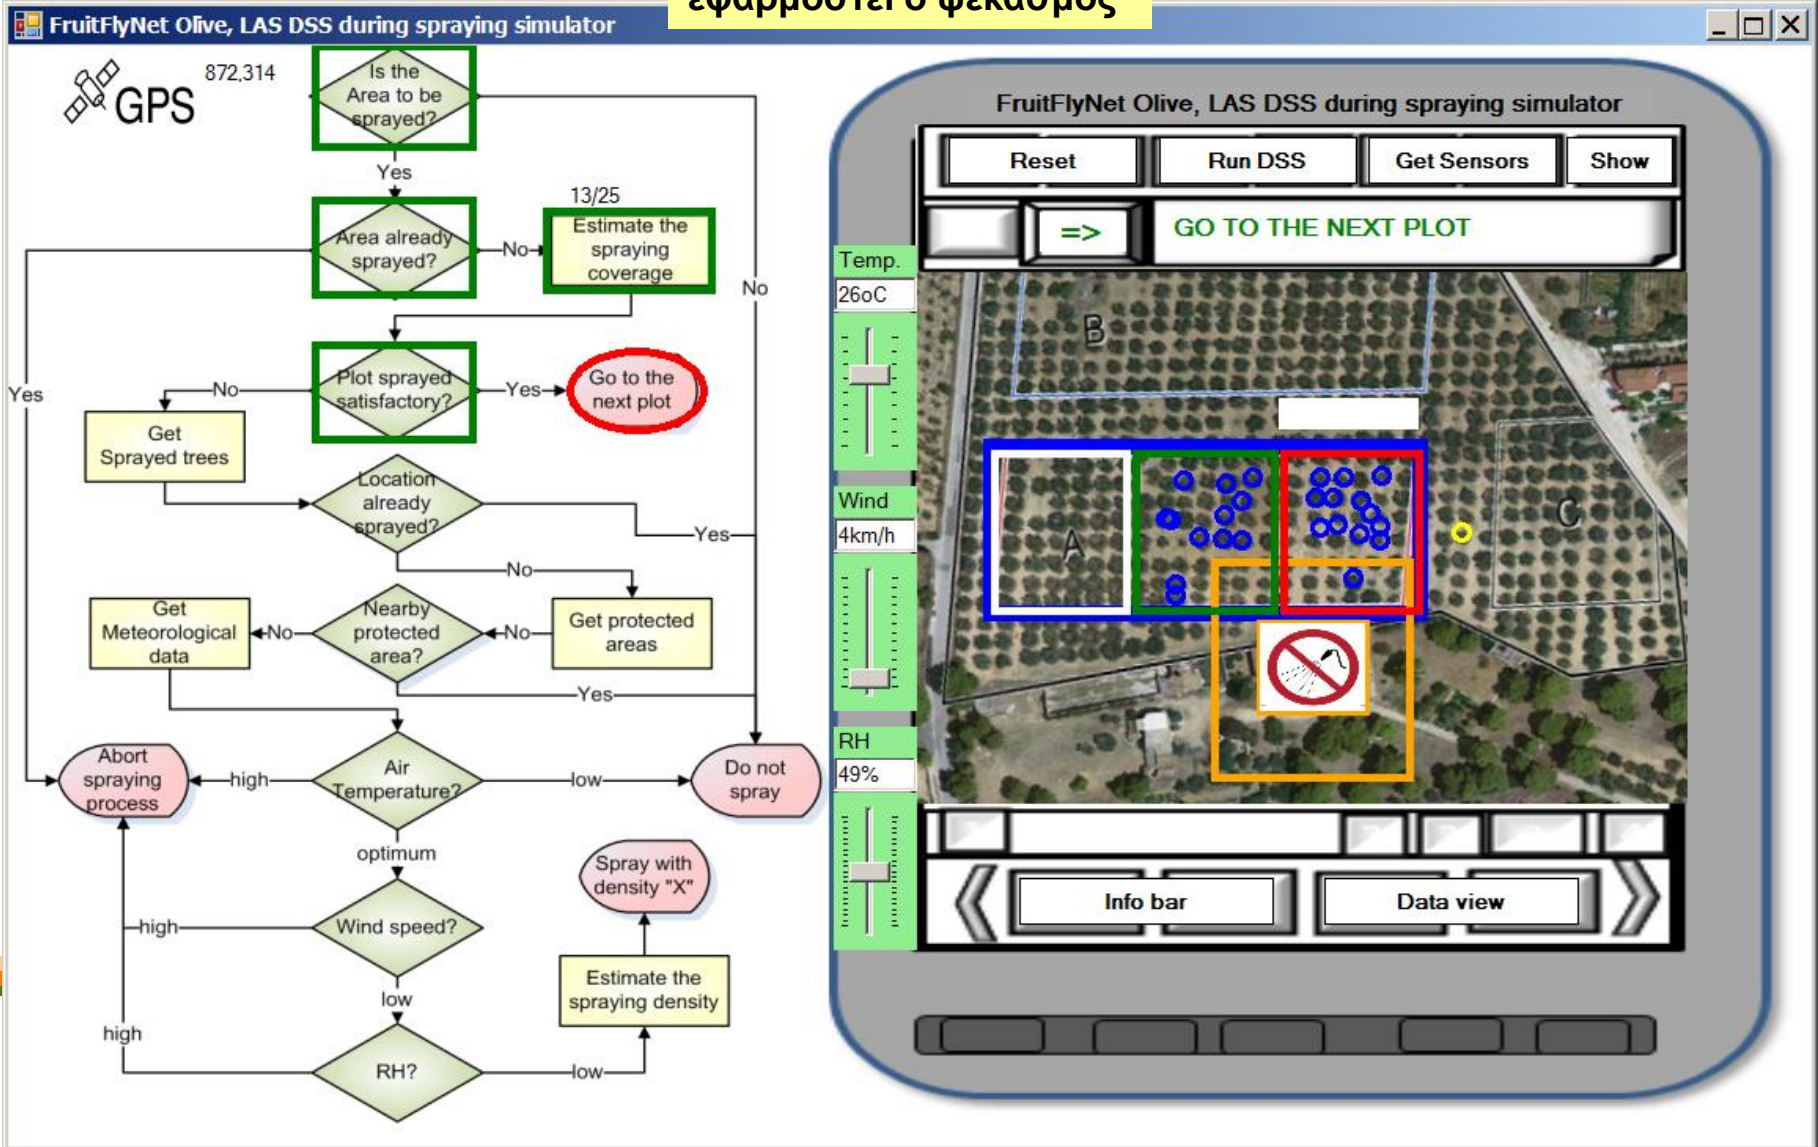 εφαρμοστεί ο ψεκασμός
FruitFlyNet Olive, LAS DSS during spraying simulator
GPS
872,314
Is the
Area to be
sprayed?
Yes
No
Area already
sprayed?
No
13/25
Estimate the
spraying
coverage
Yes
Plot sprayed
satisfactory?
No
Yes
Go to the
next plot
Get
Sprayed trees
Location
already
sprayed?
Yes
No
Get
Meteorological
data
No
Nearby
protected
area?
No
Get protected
areas
Yes
Abort
spraying
process
high
Air
Temperature?
low
Do not
spray
optimum
Spray with
density "X"
high
Wind speed?
low
Estimate the
spraying density
high
RH?
low
FruitFlyNet Olive, LAS DSS during spraying simulator
Reset
Run DSS
Get Sensors
Show
=>
GO TO THE NEXT PLOT
Temp.
26oC
Wind
4km/h
RH
49%
B
A
C
Info bar
Data view